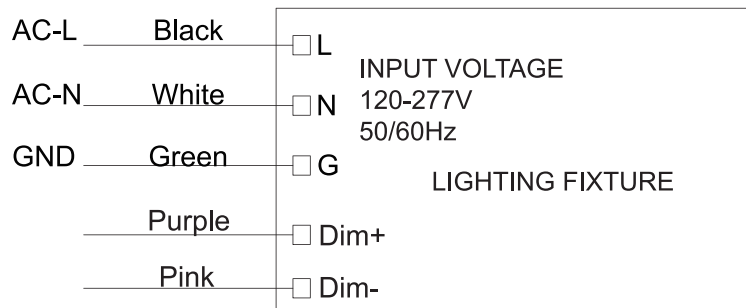 AC-L Black L
AC-N White N
GND Green G
Purple Dim+
Pink Dim-
INPUT VOLTAGE
120-277V
50/60Hz
LIGHTING FIXTURE